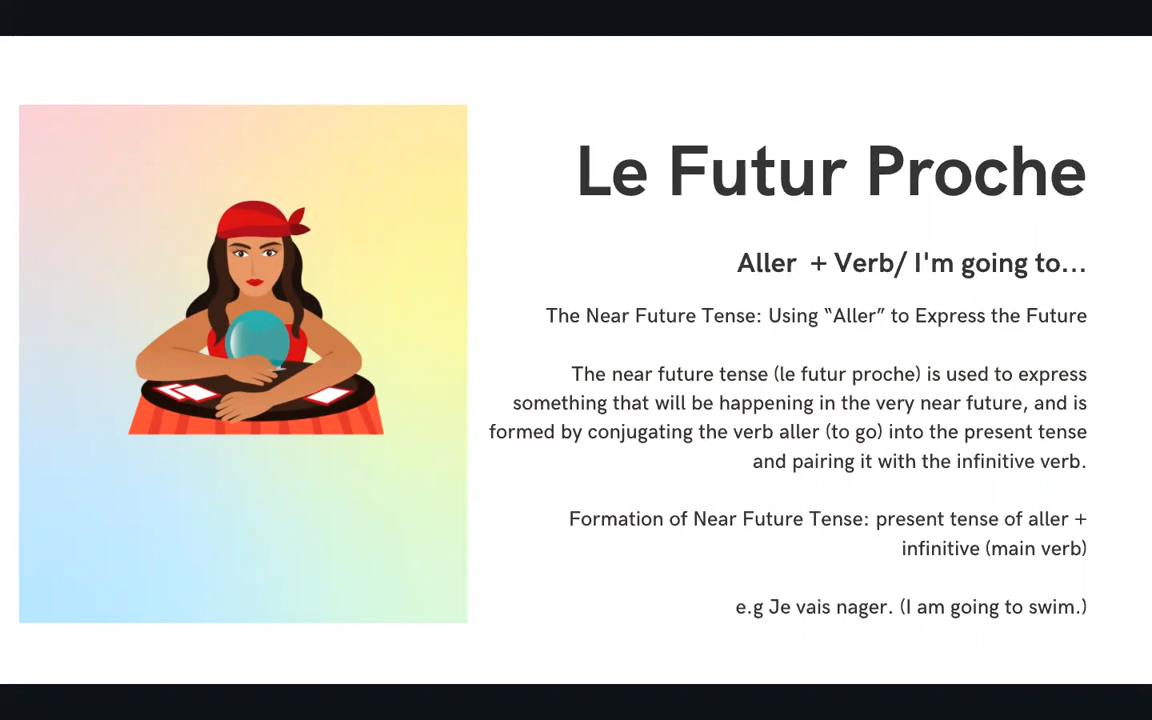 Le Futur Proche
Aller + Verb/ I'm going to...
The Near Future Tense: Using “Aller” to Express the Future
The near future tense (le futur proche) is used to express
something that will be happening in the very near future, and is
formed by conjugating the verb aller (to go) into the present tense
and pairing it with the infinitive verb.
Formation of Near Future Tense: present tense of aller +
infinitive (main verb)
e.g Je vais nager. (I am going to swim.)